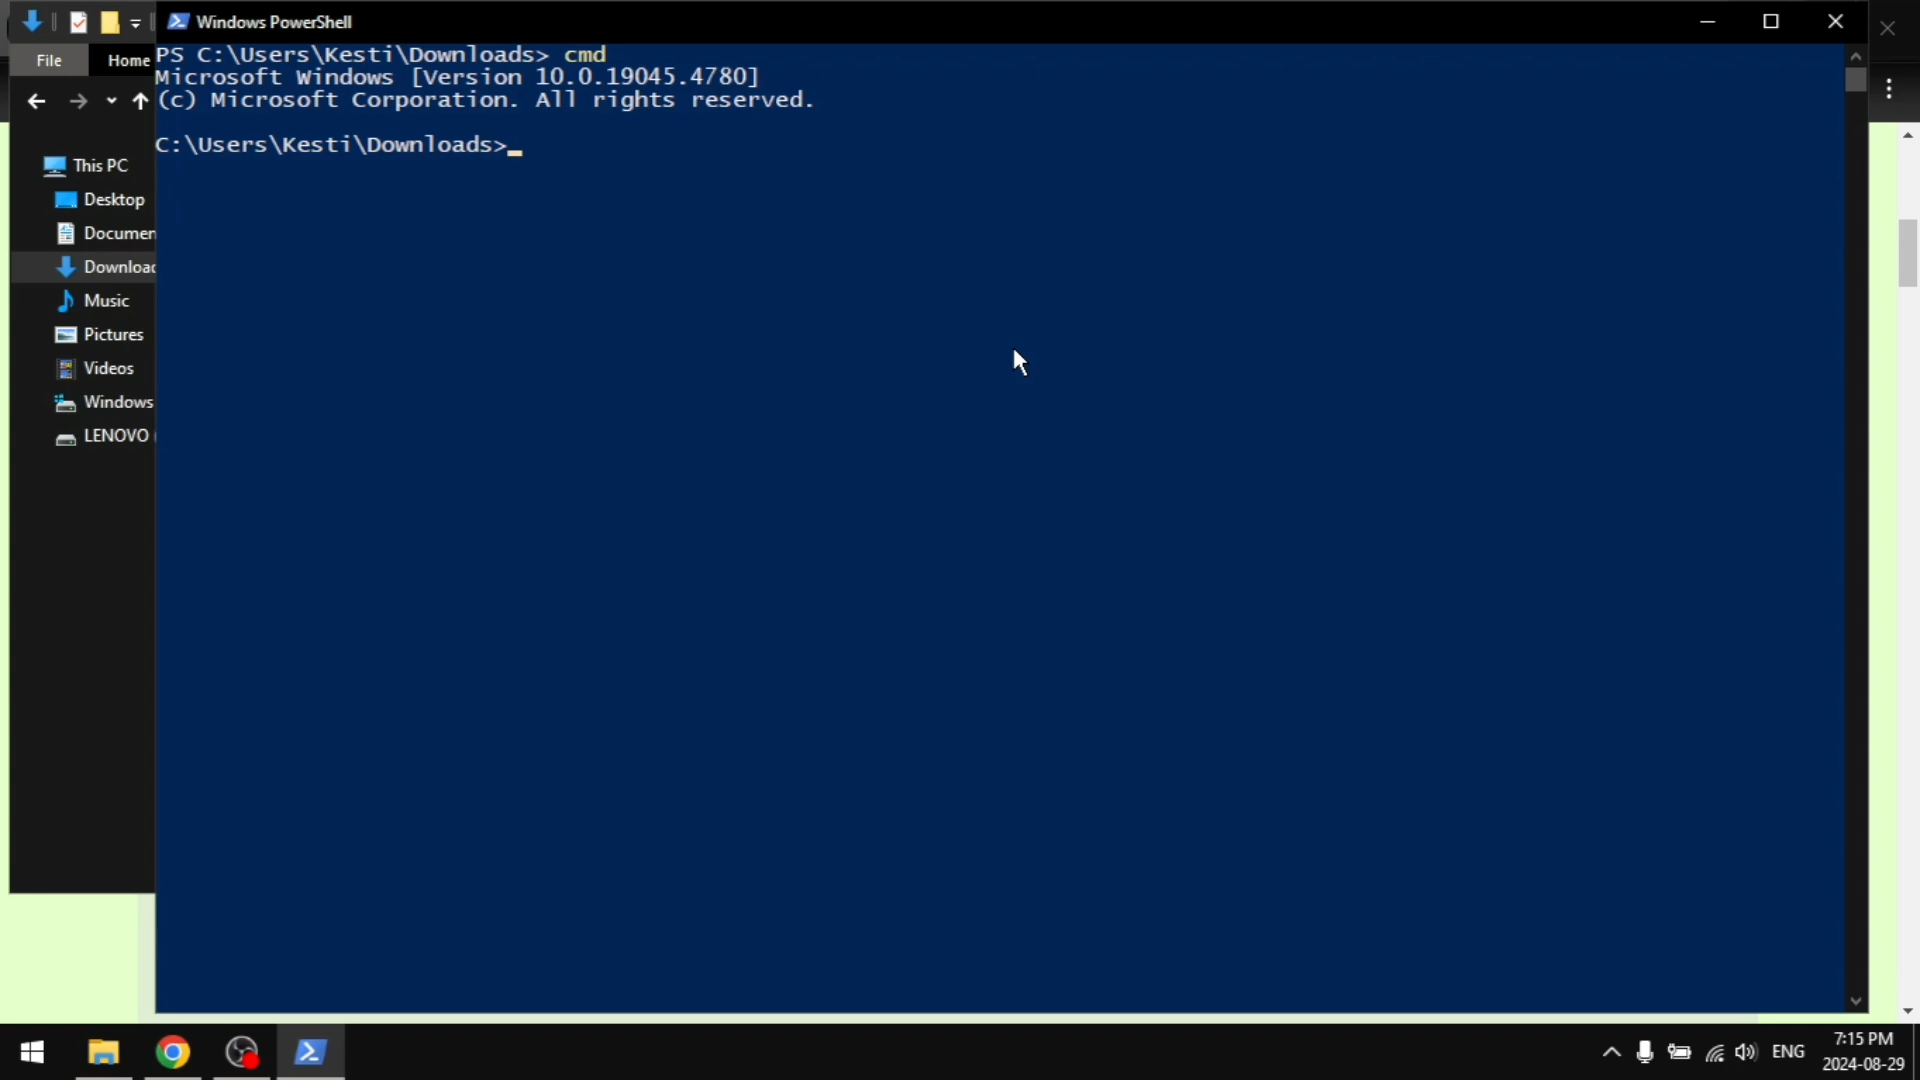 Windows PowerShell
File
Home
PS C:\Users\Kesti\Downloads> cmd
Microsoft Windows [Version 10.0.19045.4780]
(c) Microsoft Corporation. All rights reserved.
C:\Users\Kesti\Downloads>_
This PC
Desktop
Documen
Downloac
Music
Pictures
Videos
Windows
LENOVO
ENG
7:15 PM
2024-08-29